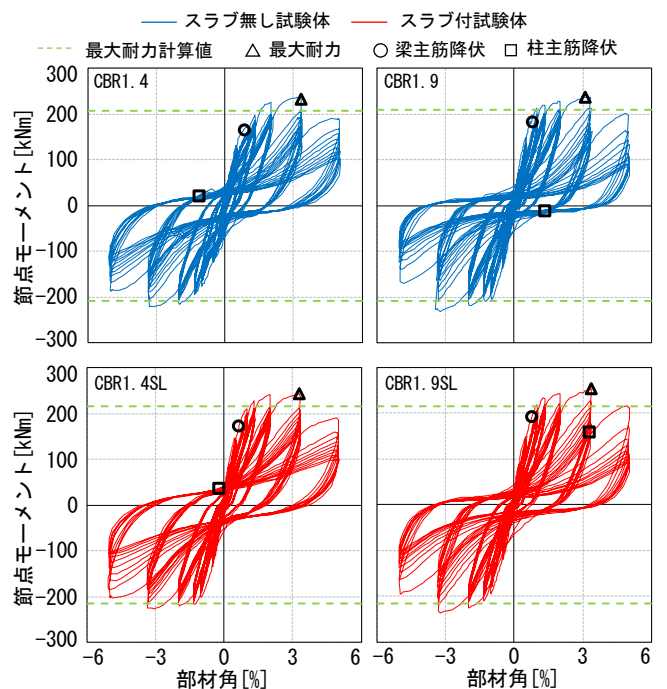 スラブ無し試験体 スラブ付試験体
最大耐力計算値 最大耐力 梁主筋降伏 柱主筋降伏
300
200
100
0
-100
-200
-300
節点モーメント[kNm]
CBR1.4
CBR1.9
300
200
100
0
-100
-200
-300
節点モーメント[kNm]
CBR1.4SL
CBR1.9SL
-6 -3 0 3 6 -6 -3 0 3 6
部材角[%] 部材角[%]